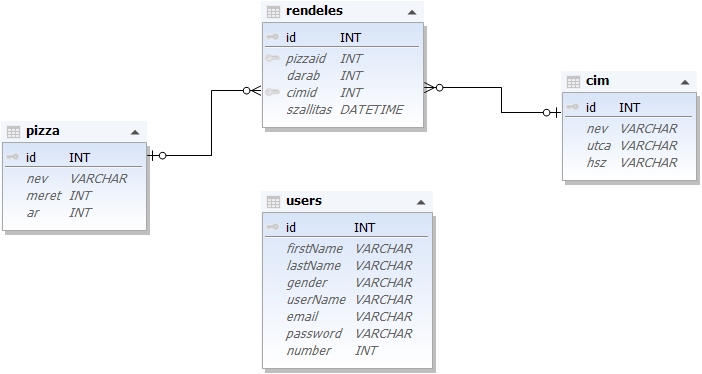 rendeles
id INT
pizzaid INT
darab INT
cimid INT
szallitas DATETIME
cim
id INT
nev VARCHAR
utca VARCHAR
hsz VARCHAR
pizza
id INT
nev VARCHAR
meret INT
ar INT
users
id INT
firstName VARCHAR
lastName VARCHAR
gender VARCHAR
userName VARCHAR
email VARCHAR
password VARCHAR
number INT